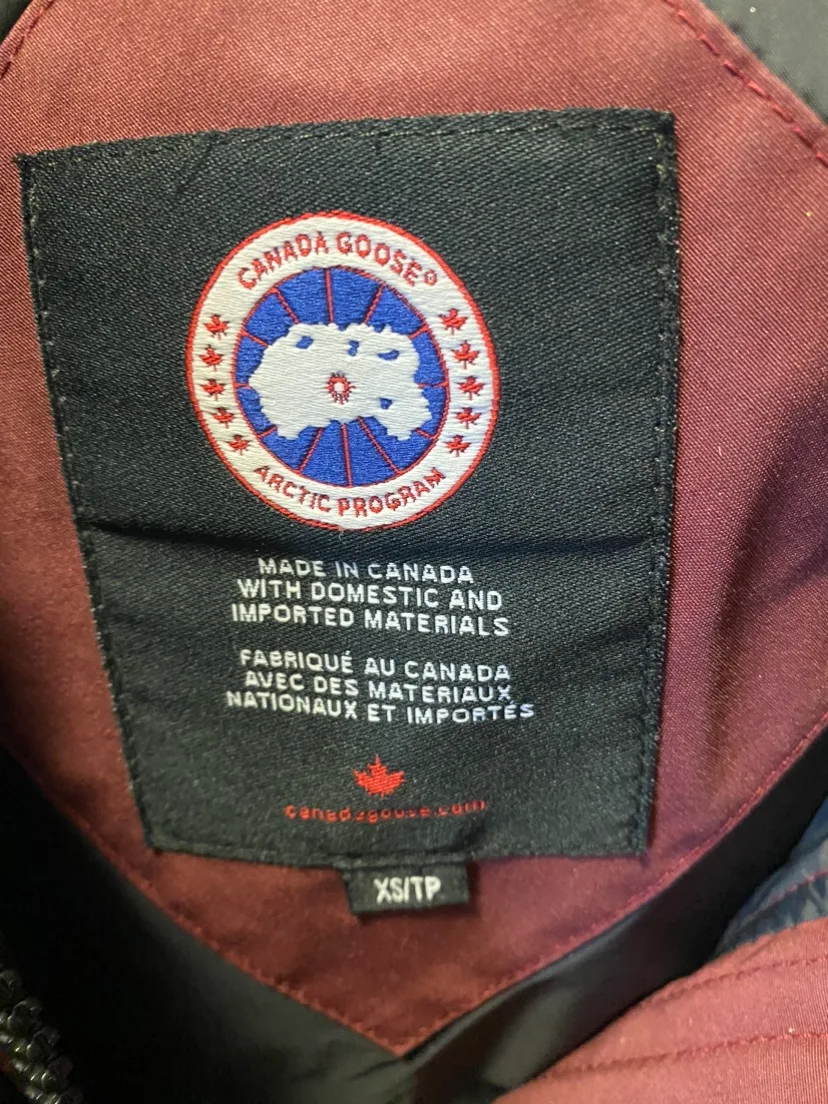 CANADA GOOSE®
ARCTIC PROGRAM
MADE IN CANADA
WITH DOMESTIC AND
IMPORTED MATERIALS
FABRIQUÉ AU CANADA
AVEC DES MATERIAUX
NATIONAUX ET IMPORTÉS
canadagoose.com
XS/TP